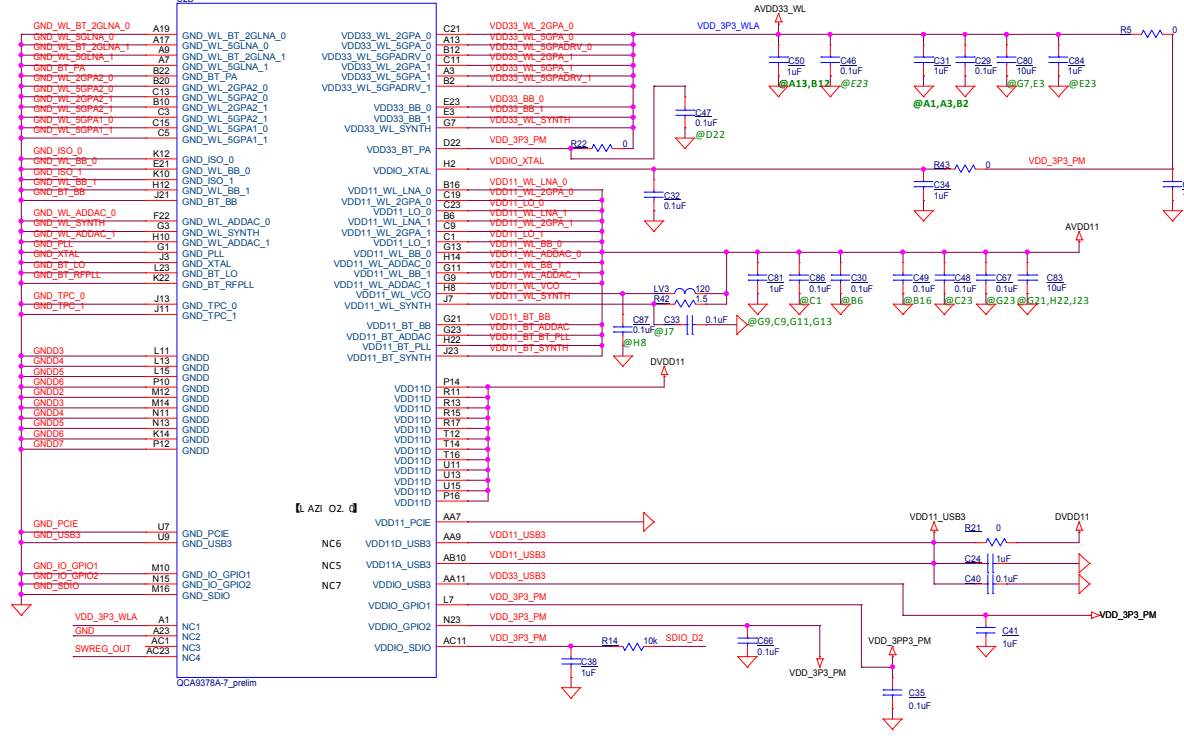 AVDD33_WL
GND_WL_BT_2GLNA_0 A19 GND_WL_BT_2GLNA_0 VDD33_WL_2GPA_0 C21 VDD33_WL_2GPA_0 VDD_3P3_WLA R5 0
GND_WL_5GLNA_0 A17 GND_WL_5GLNA_0 VDD33_WL_5GPA_0 A13 VDD33_WL_5GPA_0
GND_WL_BT_2GLNA_1 A9 GND_WL_BT_2GLNA_1 VDD33_WL_5GPADRV_0 B12 VDD33_WL_5GPADRV_0
GND_WL_5GLNA_1 A7 GND_WL_5GLNA_1 VDD33_WL_2GPA_1 C11 VDD33_WL_2GPA_1
GND_BT_PA B22 GND_BT_PA VDD33_WL_5GPA_1 A3 VDD33_WL_5GPA_1
GND_WL_2GPA2_0 B20 GND_WL_2GPA2_0 VDD33_WL_5GPADRV_1 B2 VDD33_WL_5GPADRV_1
C50 1uF @A13,B12
C46 0.1uF @E23
C31 1uF @A1,A3,B2
C29 0.1uF
C80 10uF @G7,E3
C84 1uF @E23
GND_WL_5GPA2_0 C13 GND_WL_5GPA2_0
GND_WL_2GPA2_1 B10 GND_WL_2GPA2_1 VDD33_BB_0 E23 VDD33_BB_0
GND_WL_5GPA2_1 C3 GND_WL_5GPA2_1 VDD33_BB_1 E3 VDD33_BB_1
GND_WL_5GPA1_0 C15 GND_WL_5GPA1_0 VDD33_WL_SYNTH G7 VDD33_WL_SYNTH
GND_WL_5GPA1_1 C5 GND_WL_5GPA1_1
C47 0.1uF @D22
VDD33_BT_PA D22 VDD_3P3_PM R22 0
GND_ISO_0 K12 GND_ISO_0
GND_WL_BB_0 E21 GND_WL_BB_0 VDDIO_XTAL H2 VDDIO_XTAL R43 0 VDD_3P3_PM
GND_ISO_1 K10 GND_ISO_1
GND_WL_BB_1 H12 GND_WL_BB_1 VDD11_WL_LNA_0 B16 VDD11_WL_LNA_0
GND_BT_BB J21 GND_BT_BB VDD11_WL_2GPA_0 C19 VDD11_WL_2GPA_0
C32 0.1uF
C34 1uF
VDD11_LO_0 C23 VDD11_LO_0
GND_WL_ADDAC_0 F22 GND_WL_ADDAC_0 VDD11_WL_LNA_1 B6 VDD11_WL_LNA_1
GND_WL_SYNTH G3 GND_WL_SYNTH VDD11_WL_2GPA_1 C9 VDD11_WL_2GPA_1
GND_WL_ADDAC_1 H10 GND_WL_ADDAC_1 VDD11_LO_1 C1 VDD11_LO_1 AVDD11
GND_PLL G1 GND_PLL VDD11_WL_BB_0 G13 VDD11_WL_BB_0
GND_XTAL J3 GND_XTAL VDD11_WL_ADDAC_0 H14 VDD11_WL_ADDAC_0
GND_BT_LO L23 GND_BT_LO VDD11_WL_BB_1 G11 VDD11_WL_BB_1
GND_BT_RFPLL K22 GND_BT_RFPLL VDD11_WL_ADDAC_1 G9 VDD11_WL_ADDAC_1
VDD11_WL_VCO H8 VDD11_WL_VCO LV3 120
GND_TPC_0 J13 GND_TPC_0 VDD11_WL_SYNTH J7 VDD11_WL_SYNTH R42 1.5
GND_TPC_1 J11 GND_TPC_1
C81 1uF
C86 0.1uF @C1
C30 0.1uF @B6
C49 0.1uF @B16
C48 0.1uF @C23
C67 0.1uF @G23
C83 10uF @G21,H22,J23
VDD11_BT_BB G21 VDD11_BT_BB
VDD11_BT_ADDAC G23 VDD11_BT_ADDAC
VDD11_BT_PLL H22 VDD11_BT_BT_PLL
VDD11_BT_SYNTH J23 VDD11_BT_SYNTH
C87 0.1uF @H8
@J7 C33 0.1uF @G9,C9,G11,G13
GNDD3 L11 GNDD
GNDD4 L13 GNDD DVDD11
GNDD5 L15 GNDD
GNDD6 P10 GNDD VDD11D P14
GNDD2 M12 GNDD VDD11D R11
GNDD3 M14 GNDD VDD11D R13
GNDD4 N11 GNDD VDD11D R15
GNDD5 N13 GNDD VDD11D R17
GNDD6 K14 GNDD VDD11D T12
GNDD7 P12 GNDD VDD11D T14
VDD11D T16
VDD11D U11
VDD11D U13
VDD11D U15
VDD11D P16
【L AZI O2. 0】
VDD11_PCIE AA7 VDD11_USB3 R21 0 DVDD11
GND_PCIE U7 GND_PCIE
GND_USB3 U9 GND_USB3 NC6 VDD11D_USB3 AA9 VDD11_USB3
NC5 VDD11A_USB3 AB10 VDD11_USB3 C24 1uF
GND_IO_GPIO1 M10 GND_IO_GPIO1
GND_IO_GPIO2 N15 GND_IO_GPIO2 NC7 VDDIO_USB3 AA11 VDD33_USB3 C40 0.1uF
GND_SDIO M16 GND_SDIO
VDDIO_GPIO1 L7 VDD_3P3_PM
VDD_3P3_PM
VDD_3P3_WLA A1 NC1
GND A23 NC2 VDDIO_GPIO2 N23 VDD_3P3_PM
AC1 NC3
SWREG_OUT AC23 NC4 VDDIO_SDIO AC11 VDD_3P3_PM R14 10k SDIO_D2
C66 0.1uF
VDD_3PP3_PM
C41 1uF
C38 1uF
VDD_3P3_PM
C35 0.1uF
QCA9378A-7_prelim